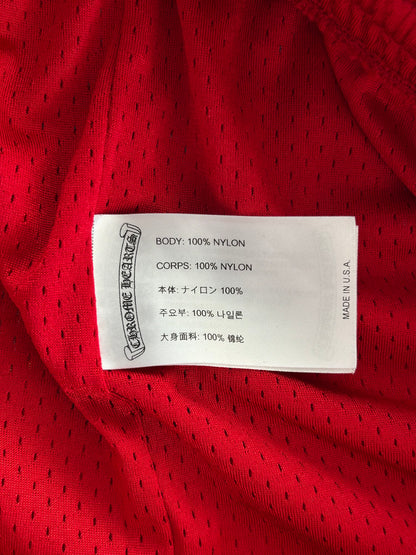 CHROME HEARTS
BODY: 100% NYLON
CORPS: 100% NYLON
本体: ナイロン 100%
주요부: 100% 나일론
大身面料: 100% 锦纶
MADE IN U.S.A.